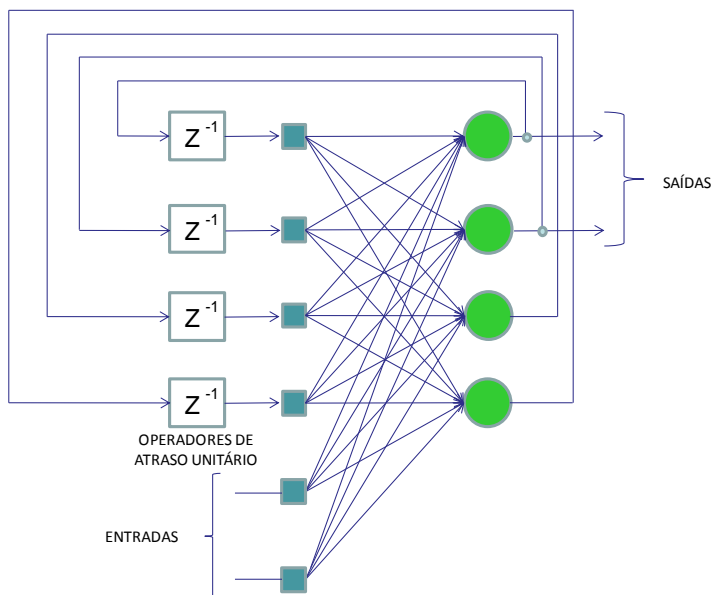 Z -1
SAÍDAS
Z -1
Z -1
Z -1
OPERADORES DE
ATRASO UNITÁRIO
ENTRADAS